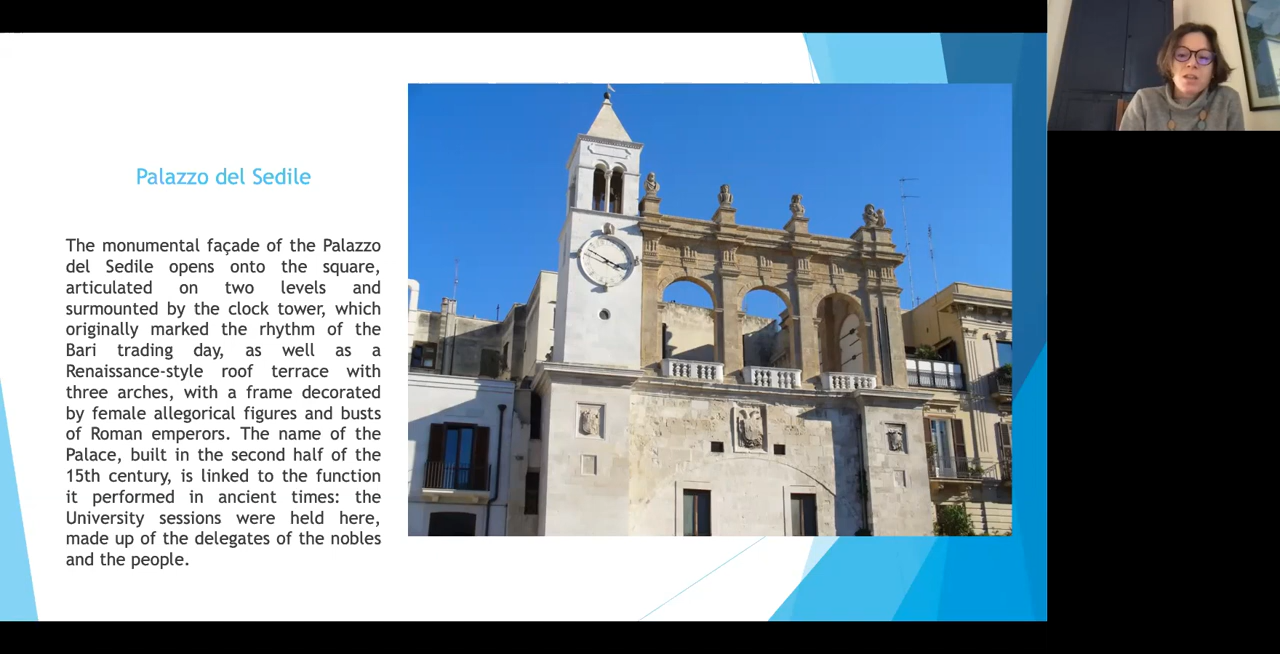 Palazzo del Sedile
The monumental façade of the Palazzo
del Sedile opens onto the square,
articulated on two levels and
surmounted by the clock tower, which
originally marked the rhythm of the
Bari trading day, as well as a
Renaissance-style roof terrace with
three arches, with a frame decorated
by female allegorical figures and busts
of Roman emperors. The name of the
Palace, built in the second half of the
15th century, is linked to the function
it performed in ancient times: the
University sessions were held here,
made up of the delegates of the nobles
and the people.